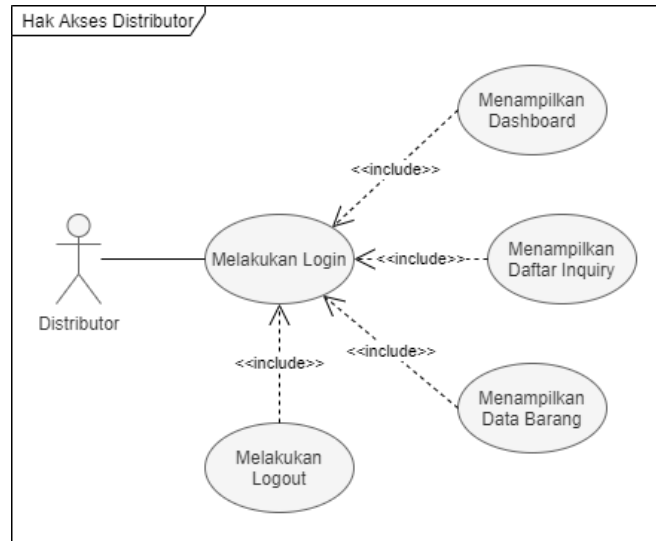 Hak Akses Distributor
Menampilkan
Dashboard
<<include>>
Melakukan Login
<<include>>
Menampilkan
Daftar Inquiry
Distributor
<<include>>
<<include>>
Menampilkan
Data Barang
Melakukan
Logout